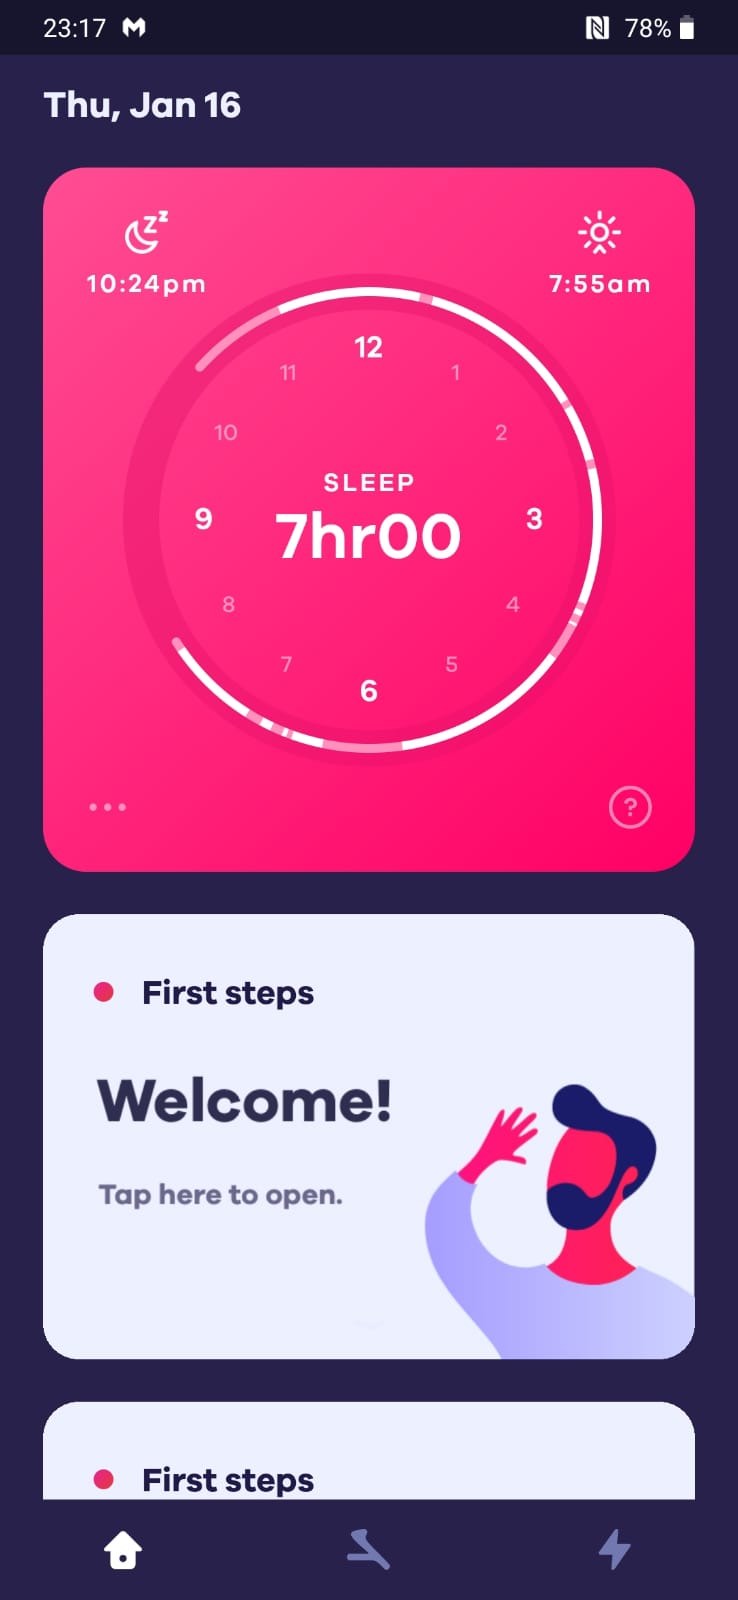 23:17
78%
Thu, Jan 16
10:24pm
7:55am
12
11
1
10
2
SLEEP
9
7hr00
3
8
4
7
5
6
?
First steps
Welcome!
Tap here to open.
First steps